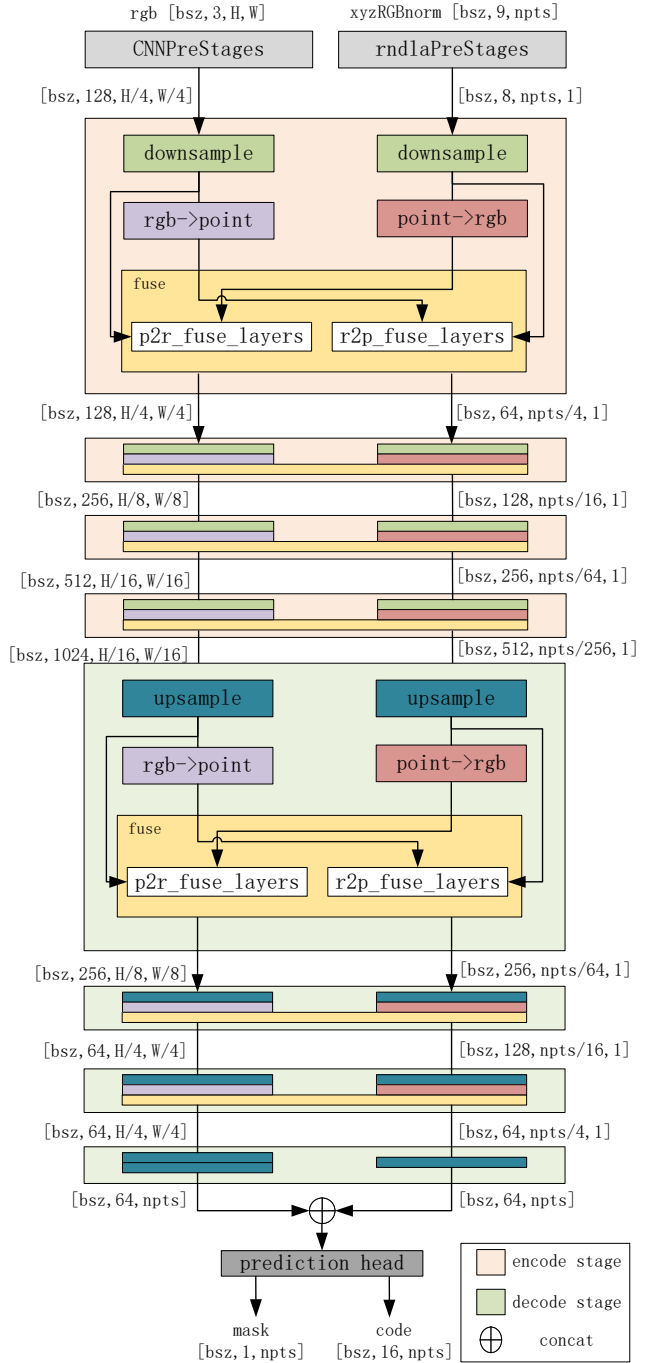 rgb [bsz,3,H,W]
xyzRGBnorm [bsz,9,npts]
CNNPreStages
rndlaPreStages
[bsz,128,H/4,W/4]
[bsz,8,npts,1]
downsample
downsample
rgb->point
point->rgb
fuse
p2r_fuse_layers
r2p_fuse_layers
[bsz,128,H/4,W/4]
[bsz,64,npts/4,1]
[bsz,256,H/8,W/8]
[bsz,128,npts/16,1]
[bsz,512,H/16,W/16]
[bsz,256,npts/64,1]
[bsz,1024,H/16,W/16]
[bsz,512,npts/256,1]
upsample
upsample
rgb->point
point->rgb
fuse
p2r_fuse_layers
r2p_fuse_layers
[bsz,256,H/8,W/8]
[bsz,256,npts/64,1]
[bsz,64,H/4,W/4]
[bsz,128,npts/16,1]
[bsz,64,H/4,W/4]
[bsz,64,npts/4,1]
[bsz,64,npts]
[bsz,64,npts]
prediction head
mask
[bsz,1,npts]
code
[bsz,16,npts]
encode stage
decode stage
concat